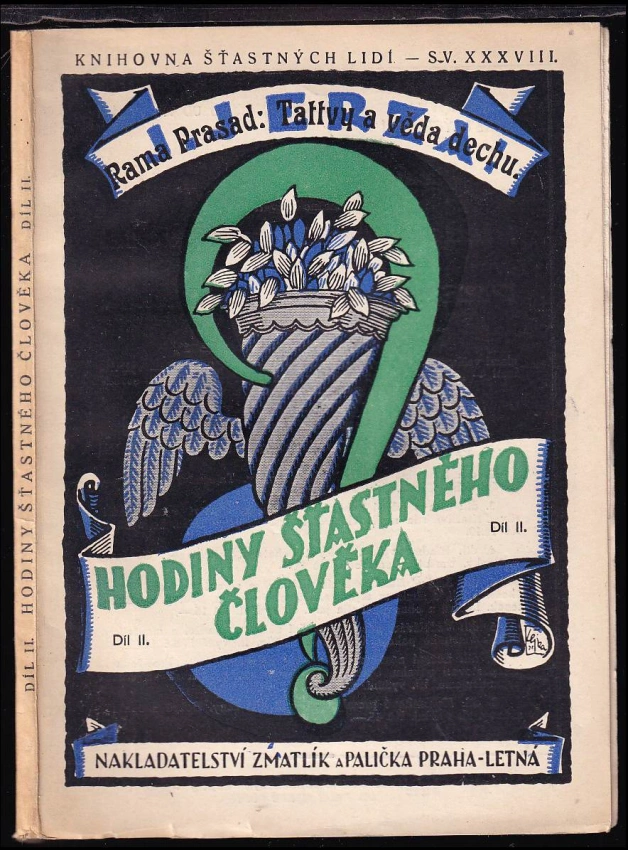 KNIHOVNA ŠŤASTNÝCH LIDÍ — SV. XXXVIII.
Rama Prasad: Tattvy a věda dechu.
HODINY ŠŤASTNÉHO
ČLOVĚKA
Díl II.
Díl II.
NAKLADATELSTVÍ ZMATLÍK A PALIČKA PRAHA-LETNÁ
DÍL II. HODINY ŠŤASTNÉHO ČLOVĚKA DÍL II.